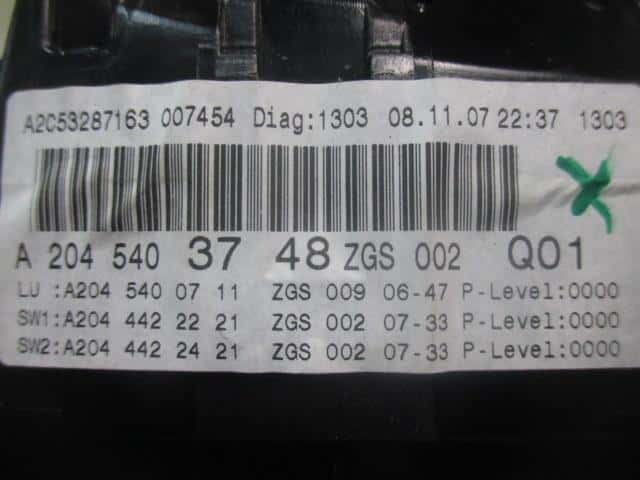 A2C53287163 007454 Diag:1303 08.11.07 22:37 1303
A 204 540 37 48 ZGS 002 Q01
LU :A204 540 07 11 ZGS 009 06-47 P-Level:0000
SW1:A204 442 22 21 ZGS 002 07-33 P-Level:0000
SW2:A204 442 24 21 ZGS 002 07-33 P-Level:0000